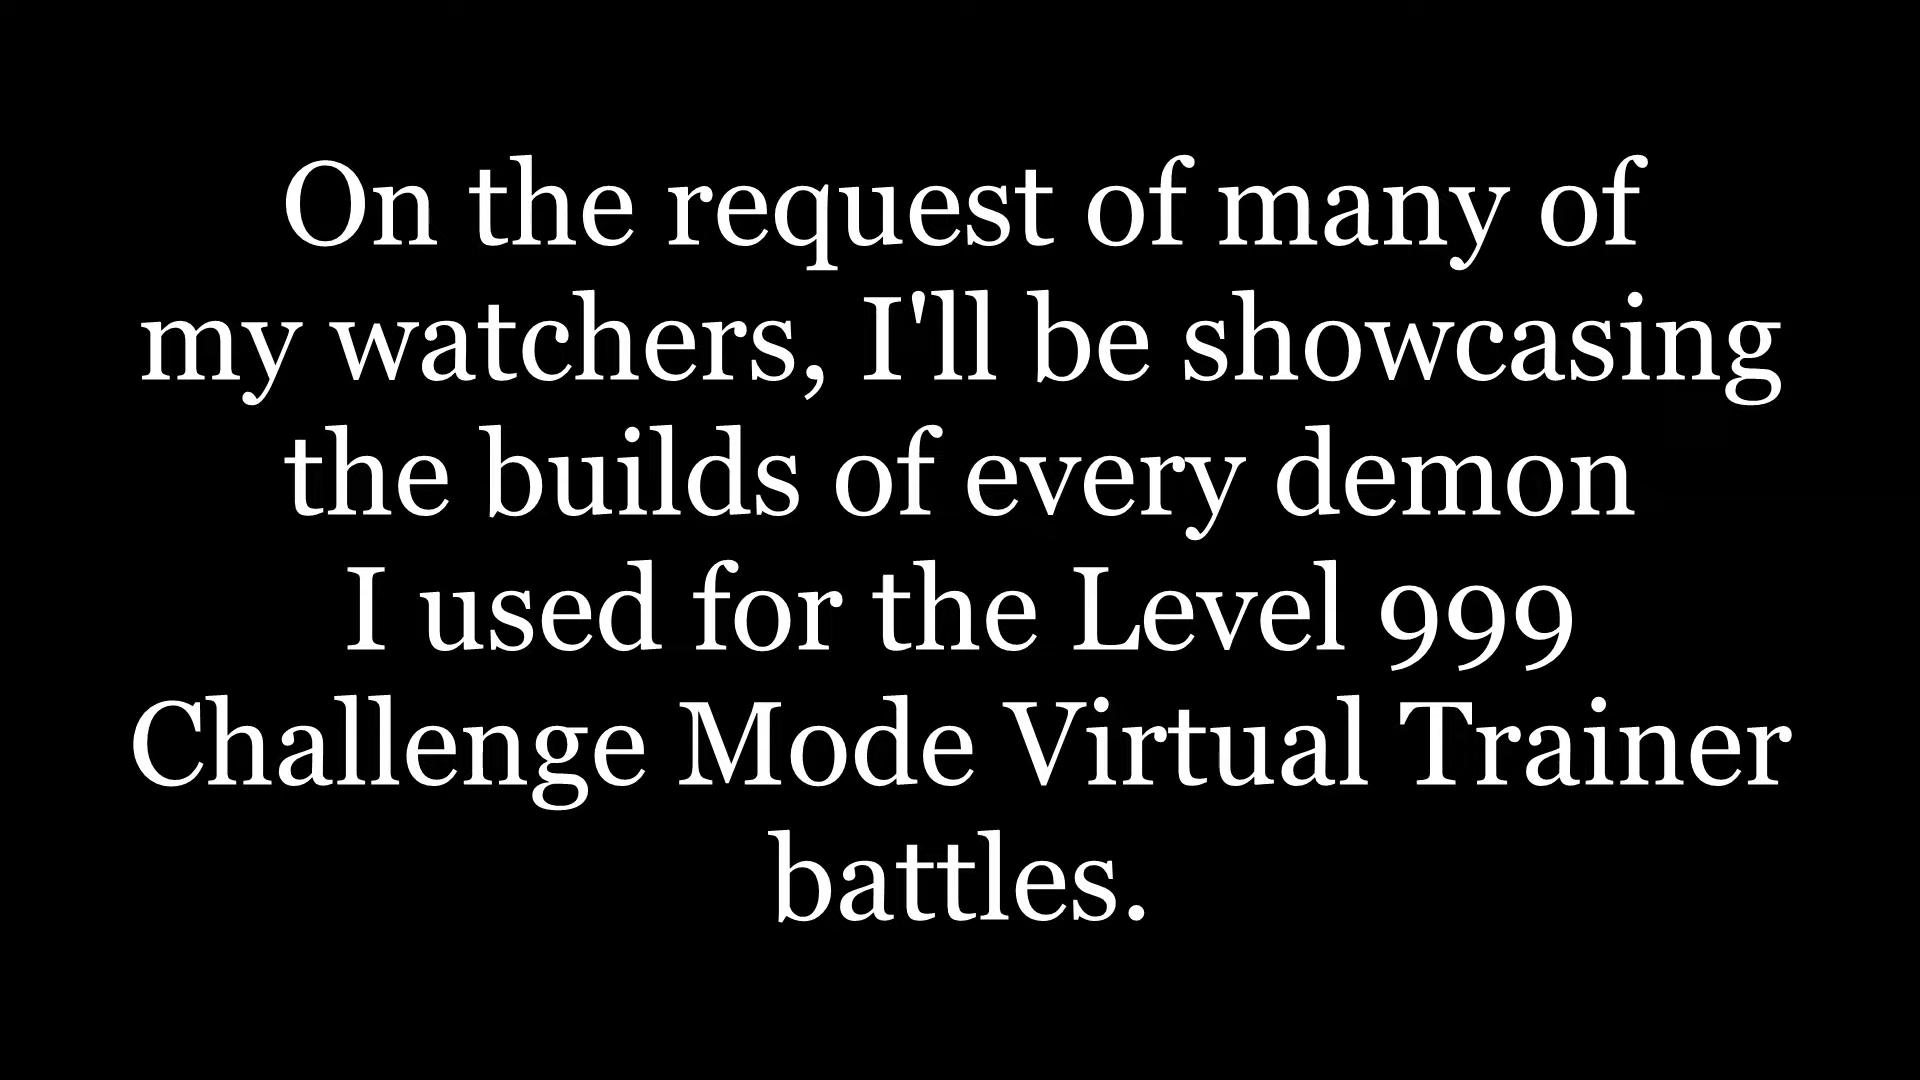 On the request of many of
my watchers, I'll be showcasing
the builds of every demon
I used for the Level 999
Challenge Mode Virtual Trainer
battles.